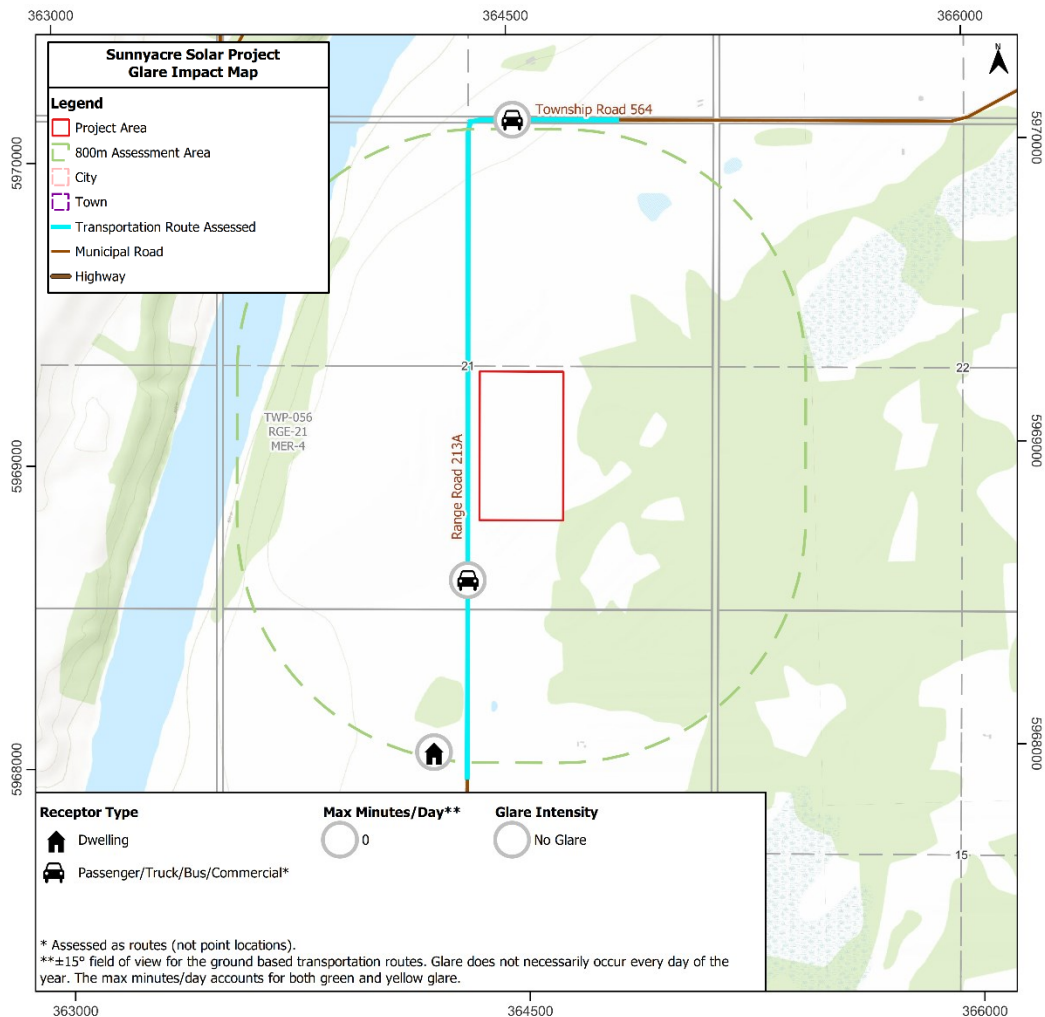 363000
364500
366000
Sunnyacre Solar Project
Glare Impact Map
Legend
Project Area
800m Assessment Area
City
Town
Transportation Route Assessed
Municipal Road
Highway
N
Township Road 564
5970000
5970000
21
22
TWP-056
RGE-21
MER-4
Range Road 213A
5969000
5969000
5968000
5968000
15
Receptor Type
Dwelling
Passenger/Truck/Bus/Commercial*
Max Minutes/Day**
0
Glare Intensity
No Glare
* Assessed as routes (not point locations).
**±15° field of view for the ground based transportation routes. Glare does not necessarily occur every day of the
year. The max minutes/day accounts for both green and yellow glare.
363000
364500
366000